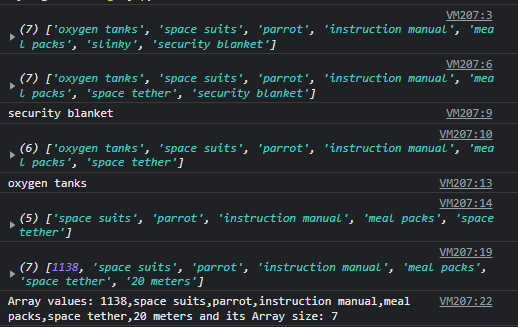 VM207:3
(7) ['oxygen tanks', 'space suits', 'parrot', 'instruction manual', 'mea
l packs', 'slinky', 'security blanket']
VM207:6
(7) ['oxygen tanks', 'space suits', 'parrot', 'instruction manual', 'mea
l packs', 'space tether', 'security blanket']
security blanket VM207:9
VM207:10
(6) ['oxygen tanks', 'space suits', 'parrot', 'instruction manual', 'mea
l packs', 'space tether']
oxygen tanks VM207:13
VM207:14
(5) ['space suits', 'parrot', 'instruction manual', 'meal packs', 'space
tether']
VM207:19
(7) [1138, 'space suits', 'parrot', 'instruction manual', 'meal packs',
'space tether', '20 meters']
Array values: 1138,space suits,parrot,instruction manual,meal VM207:22
packs,space tether,20 meters and its Array size: 7